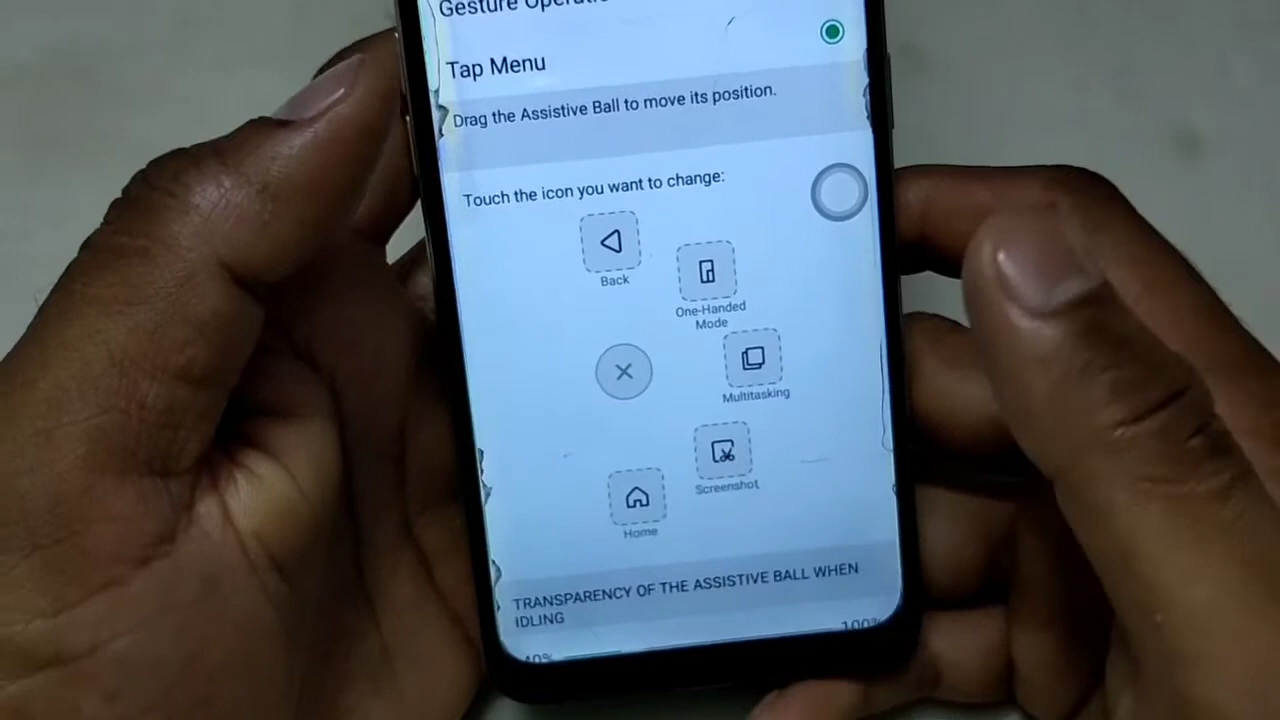 Gesture
Tap Menu
Drag the Assistive Ball to move its position.
Touch the icon you want to change:
Back
One-Handed
Mode
Multitasking
Screenshot
Home
TRANSPARENCY OF THE ASSISTIVE BALL WHEN
IDLING
40%
100%